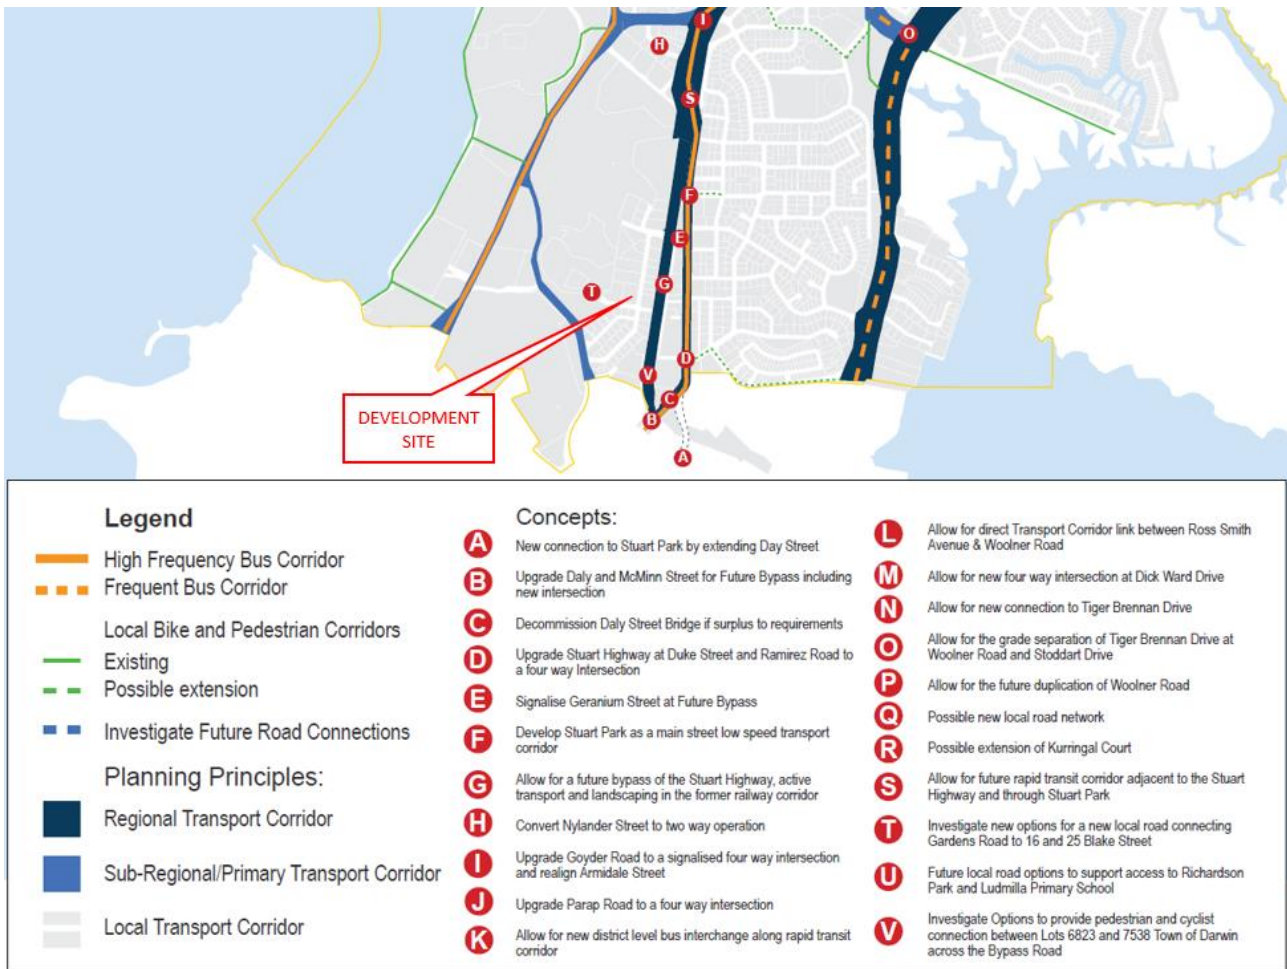 I
O
H
S
F
E
T
G
D
V
C
B
A
DEVELOPMENT
SITE
Legend
High Frequency Bus Corridor
Frequent Bus Corridor
Local Bike and Pedestrian Corridors
Existing
Possible extension
Investigate Future Road Connections
Planning Principles:
Regional Transport Corridor
Sub-Regional/Primary Transport Corridor
Local Transport Corridor
Concepts:
A New connection to Stuart Park by extending Day Street
B Upgrade Daly and McMinn Street for Future Bypass including
new intersection
C Decommission Daly Street Bridge if surplus to requirements
D Upgrade Stuart Highway at Duke Street and Ramirez Road to
a four way Intersection
E Signalise Geranium Street at Future Bypass
F Develop Stuart Park as a main street low speed transport
corridor
G Allow for a future bypass of the Stuart Highway, active
transport and landscaping in the former railway corridor
H Convert Nylander Street to two way operation
I Upgrade Goyder Road to a signalised four way intersection
and realign Armidale Street
J Upgrade Parap Road to a four way intersection
K Allow for new district level bus interchange along rapid transit
corridor
L Allow for direct Transport Corridor link between Ross Smith
Avenue & Woolner Road
M Allow for new four way intersection at Dick Ward Drive
N Allow for new connection to Tiger Brennan Drive
O Allow for the grade separation of Tiger Brennan Drive at
Woolner Road and Stoddart Drive
P Allow for the future duplication of Woolner Road
Q Possible new local road network
R Possible extension of Kurringal Court
S Allow for future rapid transit corridor adjacent to the Stuart
Highway and through Stuart Park
T Investigate new options for a new local road connecting
Gardens Road to 16 and 25 Blake Street
U Future local road options to support access to Richardson
Park and Ludmilla Primary School
V Investigate Options to provide pedestrian and cyclist
connection between Lots 6823 and 7538 Town of Darwin
across the Bypass Road